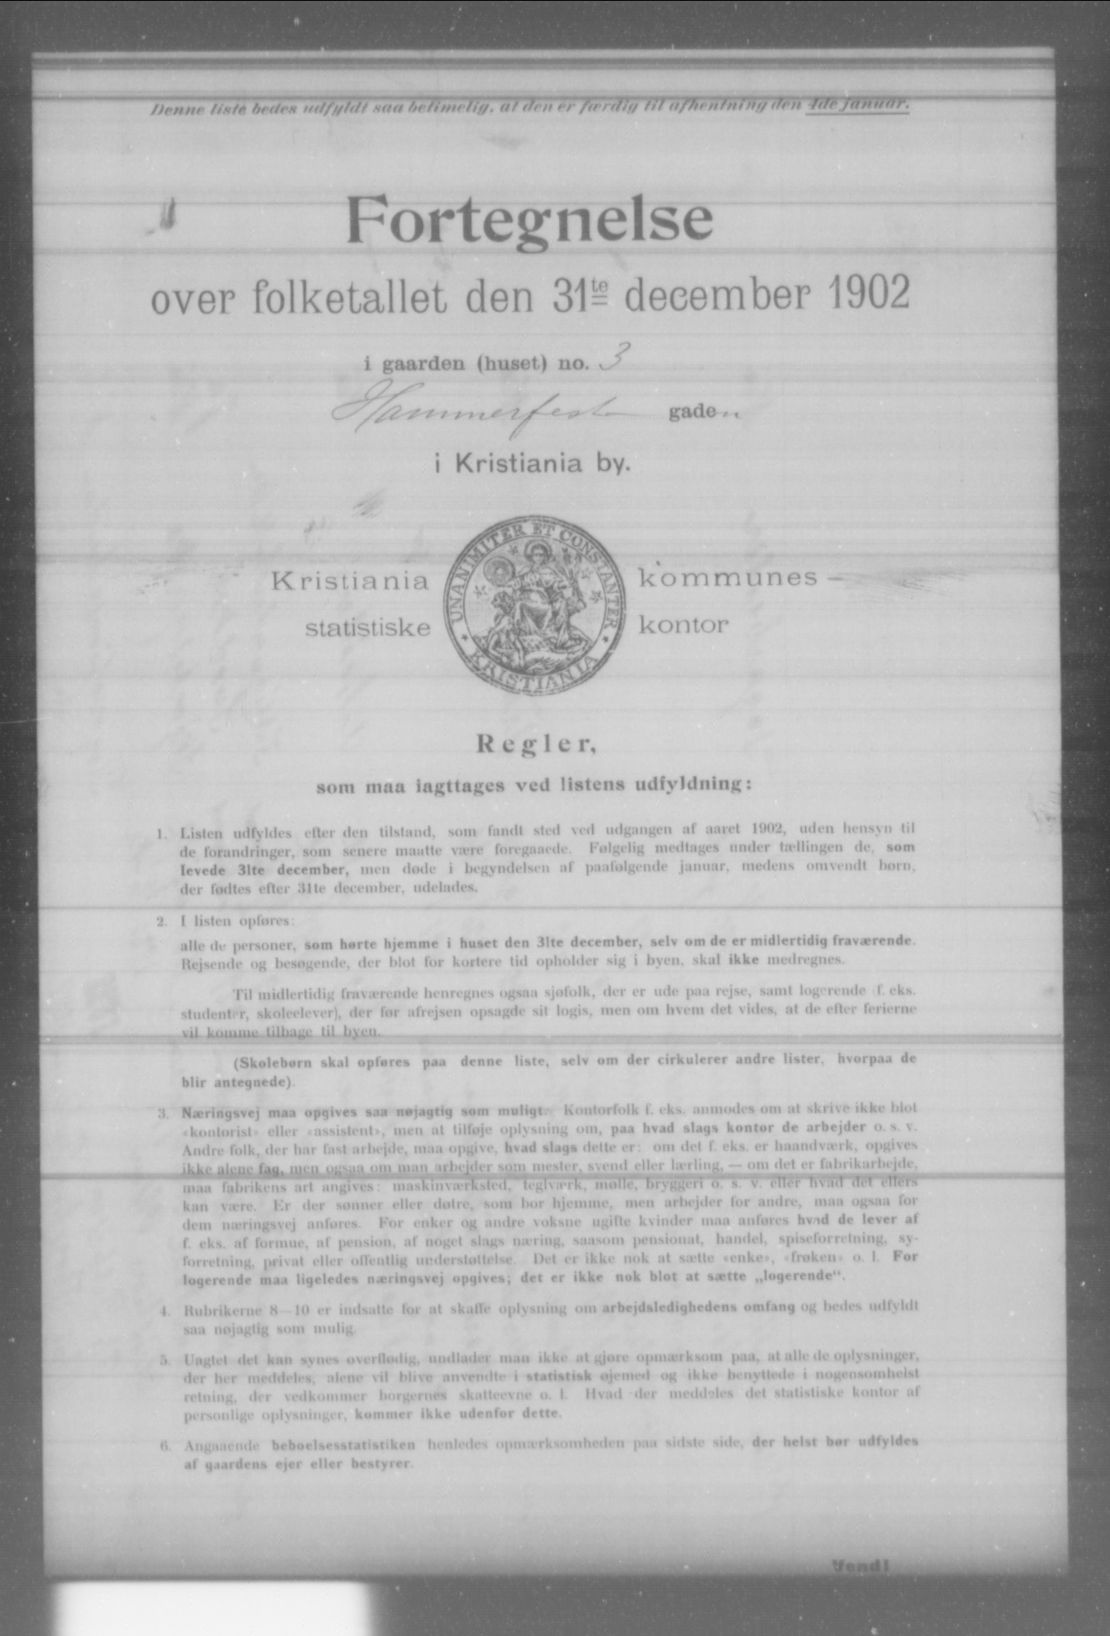 Denne liste bedes udfyldt saa betimelig, at den er færdig til afhentning den 4de januar.
Fortegnelse
over folketallet den 31te december 1902
i gaarden (huset) no. 3
Hammerfest gaden
i Kristiania by.
UNANIMITER ET CONSTANTER
KRISTIANIA
Kristiania kommunes
statistiske kontor
Regler,
som maa iagttages ved listens udfyldning:
1. Listen udfyldes efter den tilstand, som fandt sted ved udgangen af aaret 1902, uden hensyn til
de forandringer, som senere maatte være foregaaede. Følgelig medtages under tællingen de, som
levede 31te december, men døde i begyndelsen af paafølgende januar, medens omvendt børn,
der fødtes efter 31te december, udelades.
2. I listen opføres:
alle de personer, som hørte hjemme i huset den 31te december, selv om de er midlertidig fraværende.
Rejsende og besøgende, der blot for kortere tid opholder sig i byen, skal ikke medregnes.
Til midlertidig fraværende henregnes ogsaa sjøfolk, der er ude paa rejse, samt logerende (f. eks.
studenter, skoleelever), der før afrejsen opsagde sit logis, men om hvem det vides, at de efter ferierne
vil komme tilbage til byen.
(Skolebørn skal opføres paa denne liste, selv om der cirkulerer andre lister, hvorpaa de
blir antegnede).
3. Næringsvej maa opgives saa nøjagtig som muligt. Kontorfolk f. eks. anmodes om at skrive ikke blot
«kontorist» eller «assistent», men at tilføje oplysning om, paa hvad slags kontor de arbejder o. s. v.
Andre folk, der har fast arbejde, maa opgive, hvad slags dette er: om det f. eks. er haandværk, opgives
ikke alene fag, men ogsaa om man arbejder som mester, svend eller lærling, — om det er fabrikarbejde,
maa fabrikens art angives: maskinværksted, teglværk, mølle, bryggeri o. s. v. eller hvad det ellers
kan være. Er der sønner eller døtre, som bor hjemme, men arbejder for andre, maa ogsaa for
dem næringsvej anføres. For enker og andre voksne ugifte kvinder maa anføres hvad de lever af
f. eks. af formue, af pension, af noget slags næring, saasom pensionat, handel, spiseforretning, sy-
forretning, privat eller offentlig understøttelse. Det er ikke nok at sætte «enke», «frøken» o. l. For
logerende maa ligeledes næringsvej opgives; det er ikke nok blot at sætte „logerende“.
4. Rubrikerne 8—10 er indsatte for at skaffe oplysning om arbejdsledighedens omfang og bedes udfyldt
saa nøjagtig som mulig.
5. Uagtet det kan synes overflødig, undlader man ikke at gjøre opmærksom paa, at alle de oplysninger,
der her meddeles, alene vil blive anvendte i statistisk øjemed og ikke benyttede i nogensomhelst
retning, der vedkommer borgernes skatteevne o. l. Hvad der meddeles det statistiske kontor af
personlige oplysninger, kommer ikke udenfor dette.
6. Angaaende beboelsesstatistiken henledes opmærksomheden paa sidste side, der helst bør udfyldes
af gaardens ejer eller bestyrer.
Vend!